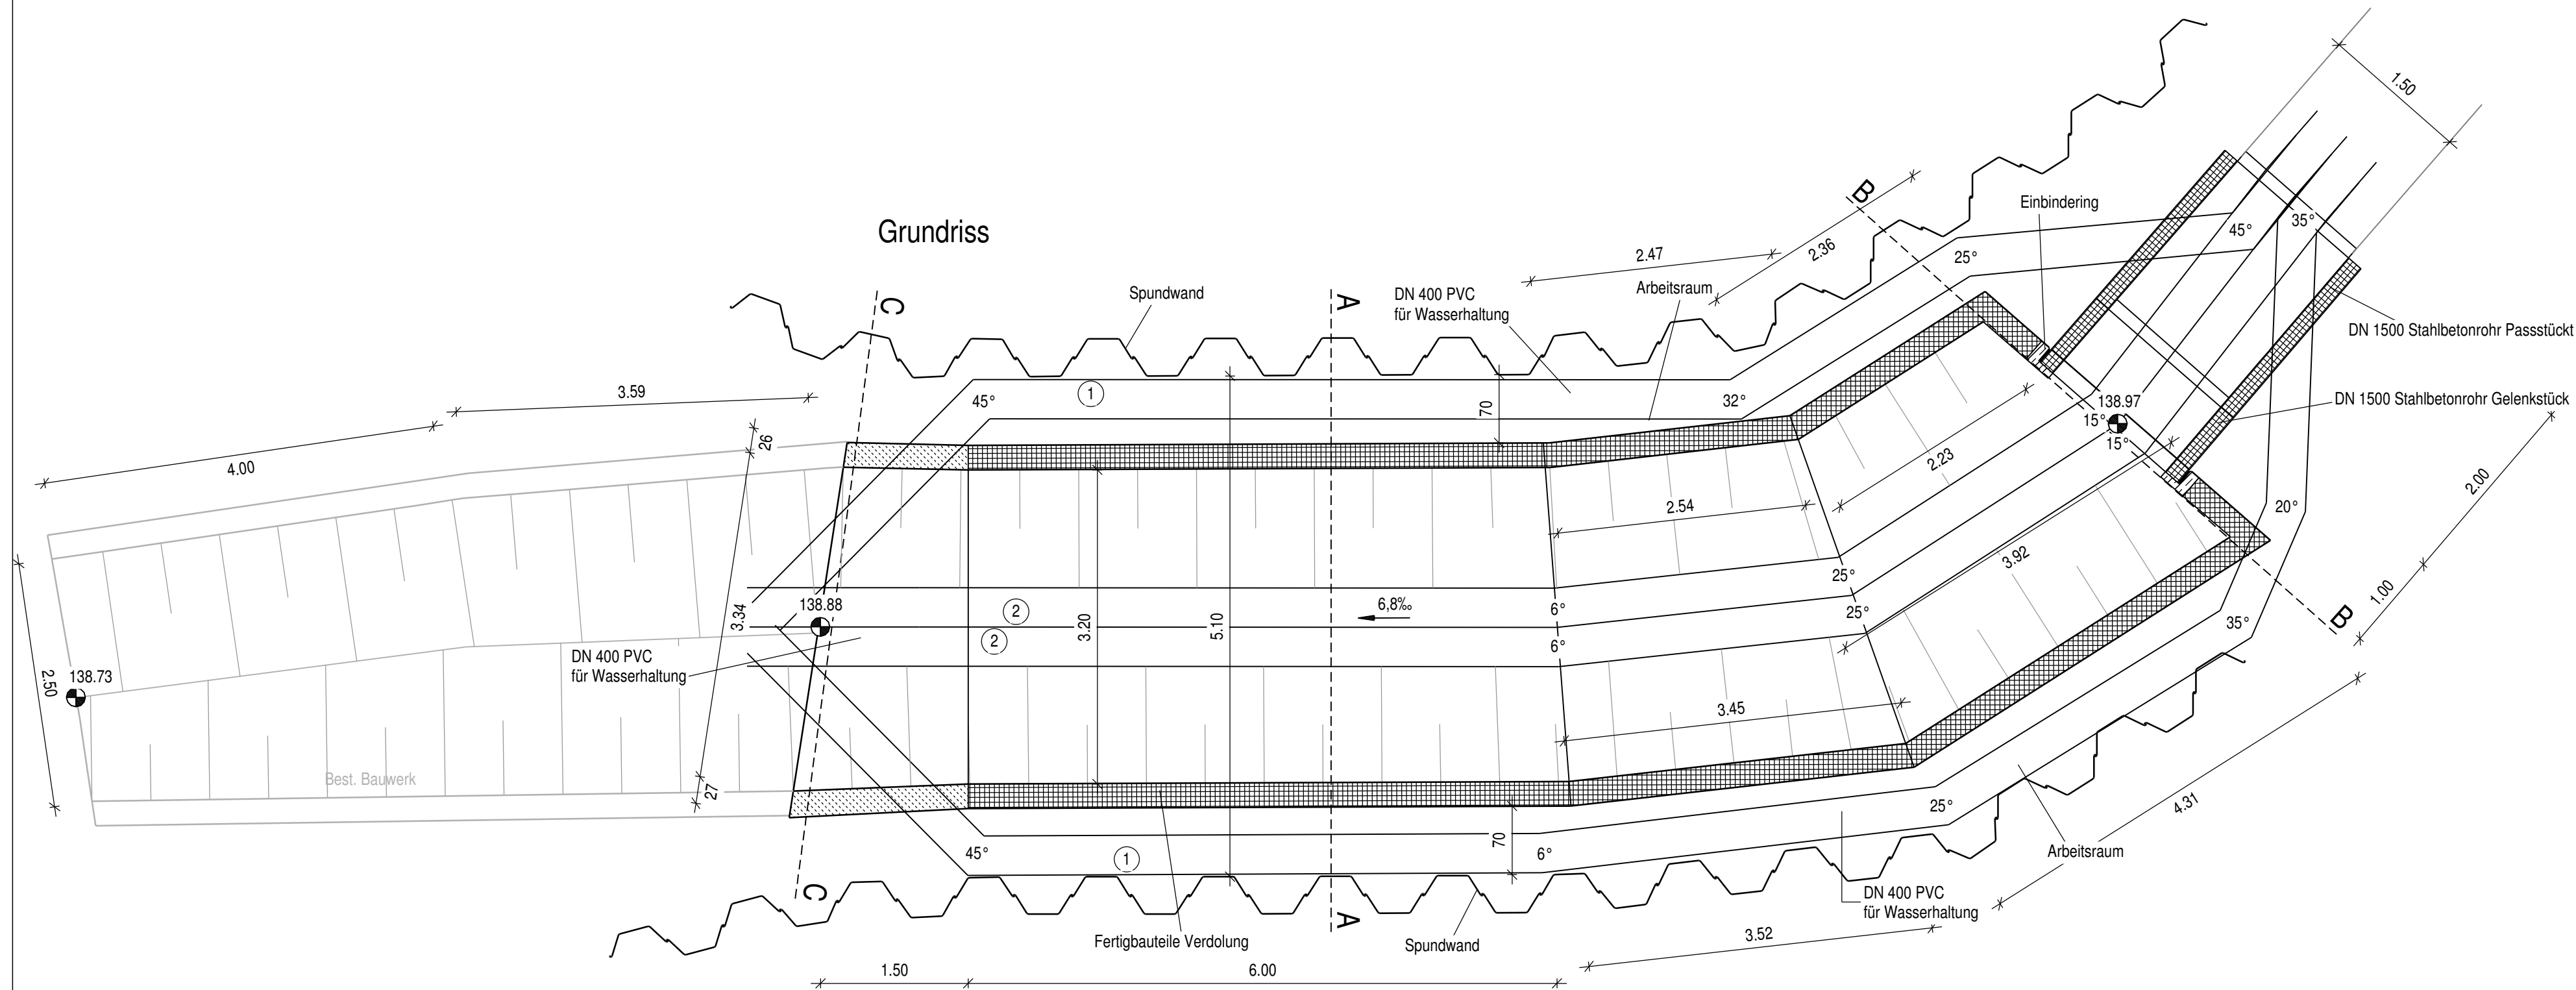 1.50
B
Einbindering
45°
35°
Grundriss
2.36
2.47
25°
Spundwand
C
A
DN 400 PVC
für Wasserhaltung
Arbeitsraum
DN 1500 Stahlbetonrohr Passstückt
3.59
45°
1
70
32°
138.97
15°
15°
DN 1500 Stahlbetonrohr Gelenkstück
4.00
26
2.23
2.00
2.54
20°
3.92
25°
3.34
138.88
2
6°
25°
1.00
B
3.20
5.10
6,8‰
35°
2
6°
DN 400 PVC
für Wasserhaltung
2.50
138.73
3.45
Best. Bauwerk
27
25°
4.31
70
45°
1
6°
Arbeitsraum
C
A
DN 400 PVC
für Wasserhaltung
Fertigbauteile Verdolung
Spundwand
3.52
1.50
6.00